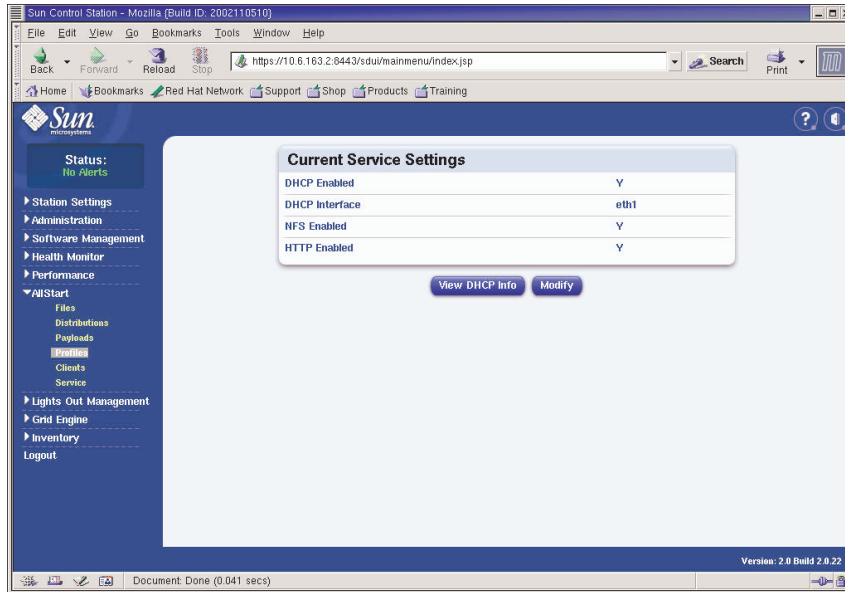 Sun Control Station - Mozilla {Build ID: 2002110510}
File Edit View Go Bookmarks Tools Window Help
Back Forward Reload Stop https://10.6.163.2:8443/sdui/mainmenu/index.jsp Search Print
Home Bookmarks Red Hat Network Support Shop Products Training
Sun
microsystems
?
Status:
No Alerts
Station Settings
Administration
Software Management
Health Monitor
Performance
AllStart
Files
Distributions
Payloads
Profiles
Clients
Service
Lights Out Management
Grid Engine
Inventory
Logout
Current Service Settings
DHCP Enabled Y
DHCP Interface eth1
NFS Enabled Y
HTTP Enabled Y
View DHCP Info Modify
Version: 2.0 Build 2.0.22
Document: Done (0.041 secs)